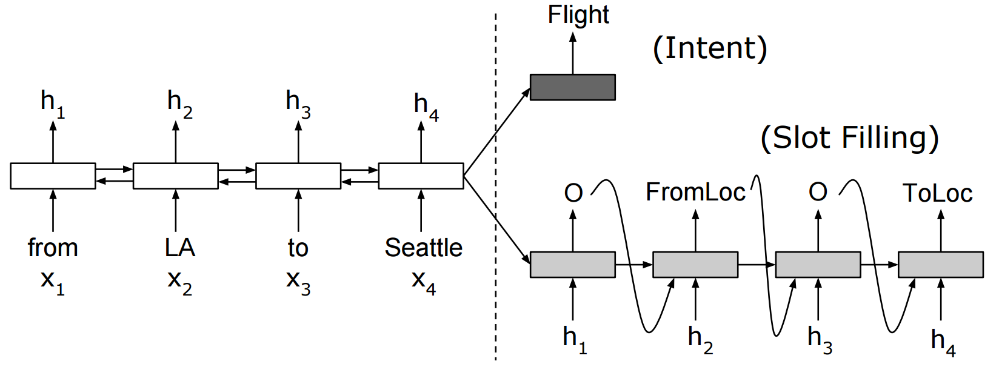 Flight
(Intent)
h1 h2 h3 h4
(Slot Filling)
O FromLoc O ToLoc
from LA to Seattle
x1 x2 x3 x4
h1 h2 h3 h4